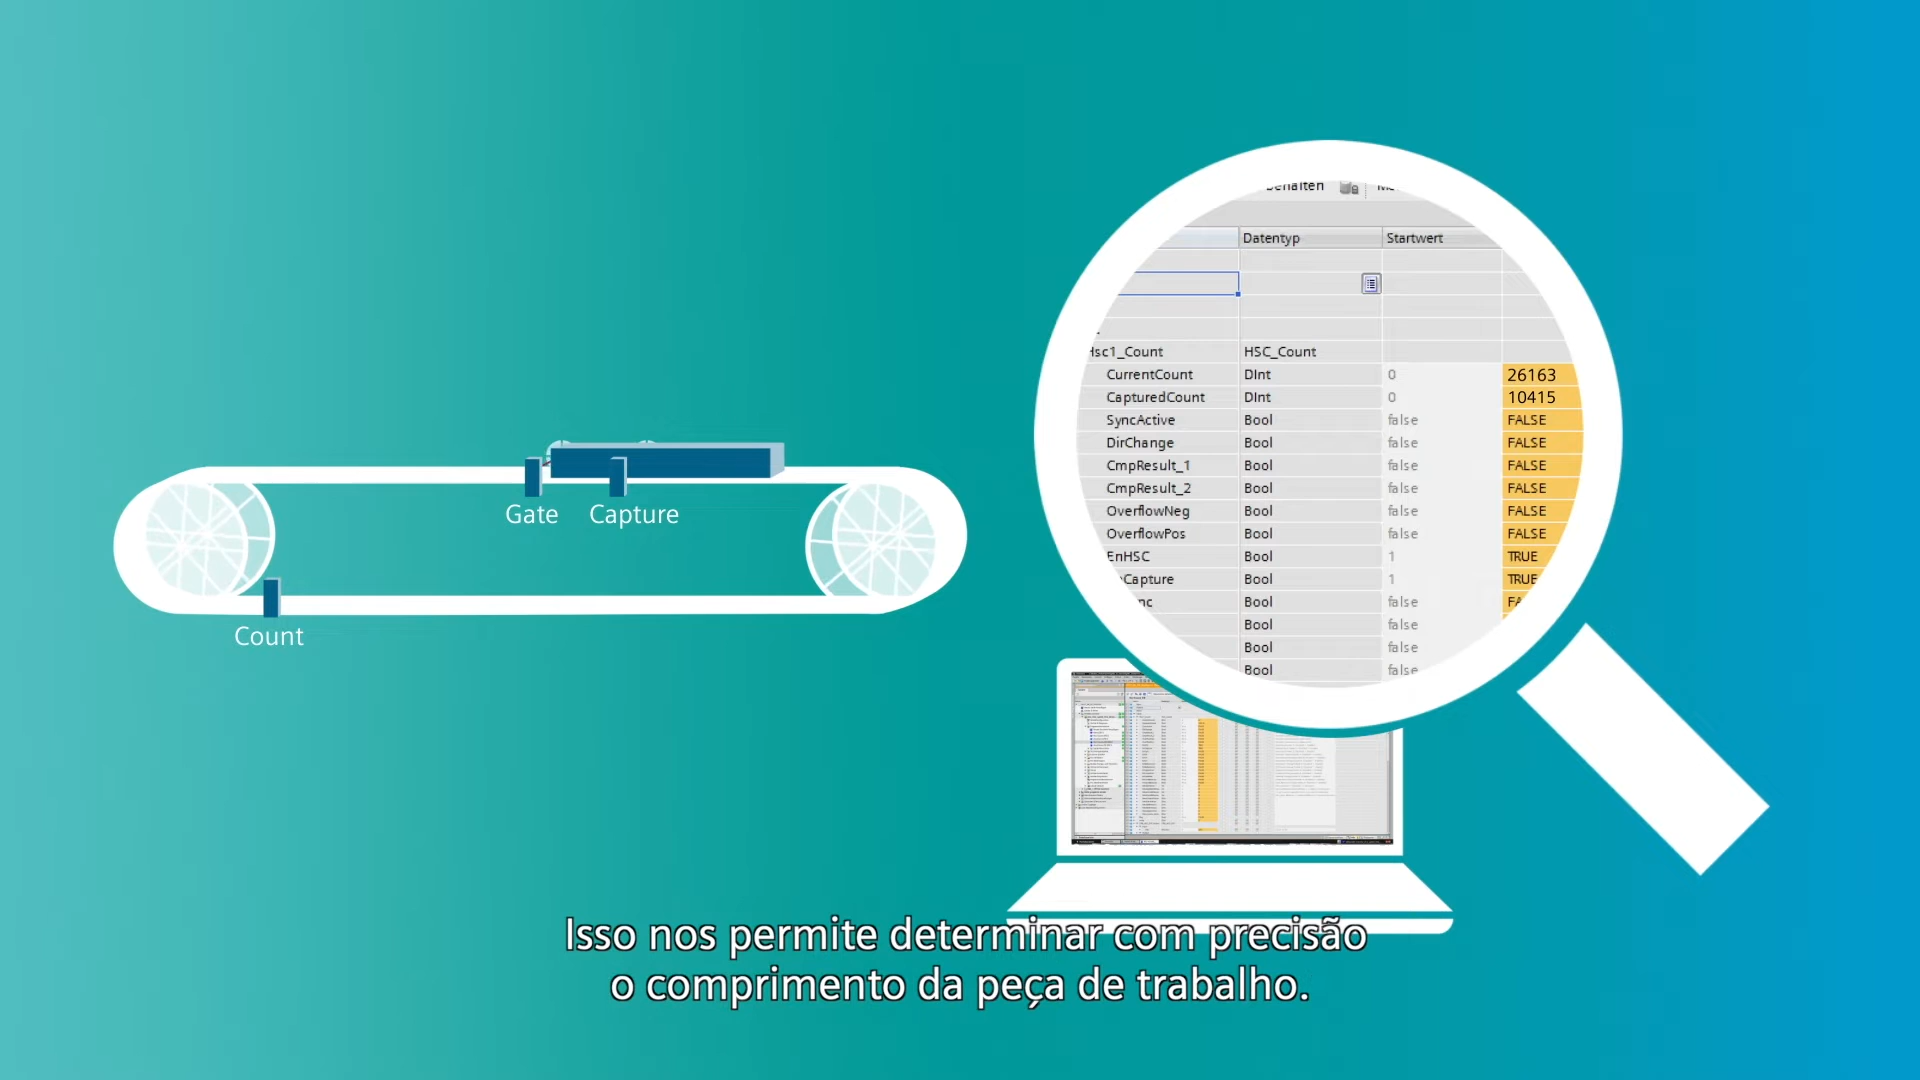 Gate Capture
Count
Datentyp Startwert
Hsc1_Count HSC_Count
CurrentCount DInt 0 26163
CapturedCount DInt 0 10415
SyncActive Bool false FALSE
DirChange Bool false FALSE
CmpResult_1 Bool false FALSE
CmpResult_2 Bool false FALSE
OverflowNeg Bool false FALSE
OverflowPos Bool false FALSE
EnHSC Bool 1 TRUE
Capture Bool 1 TRUE
Bool false
Bool false
Bool false
Bool false
Isso nos permite determinar com precisão
o comprimento da peça de trabalho.